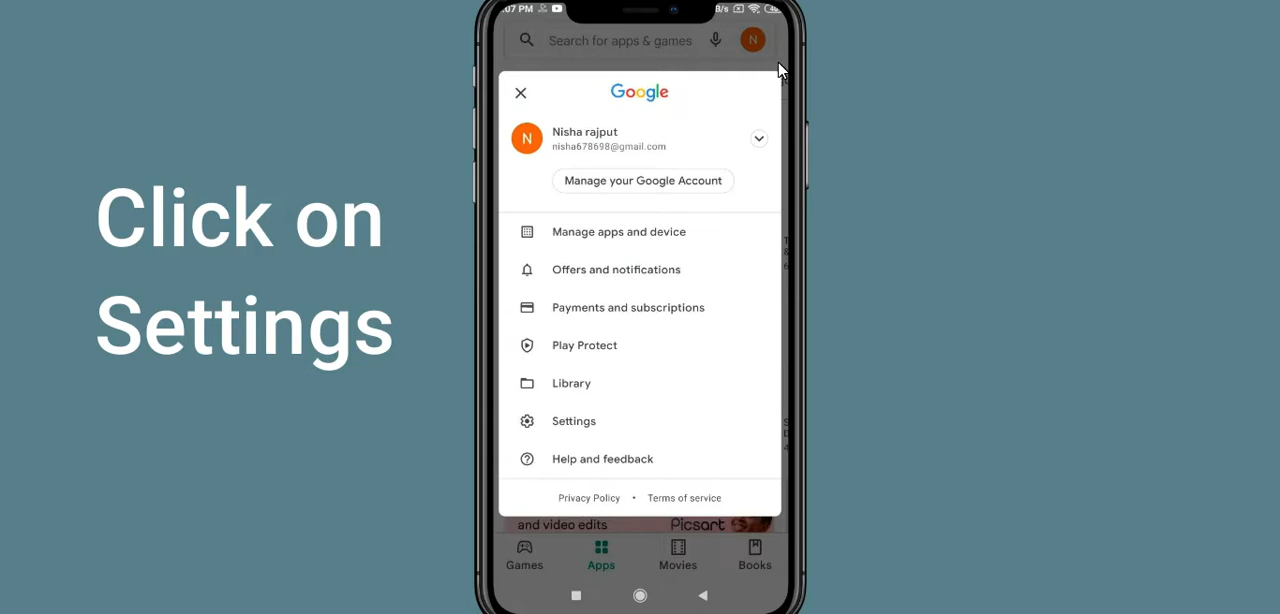 Click on
Settings
:07 PM
B/s
Search for apps & games
N
Google
N
Nisha rajput
nisha678698@gmail.com
Manage your Google Account
Manage apps and device
Offers and notifications
Payments and subscriptions
Play Protect
Library
Settings
Help and feedback
Privacy Policy • Terms of service
and video edits
Picsart
Games
Apps
Movies
Books